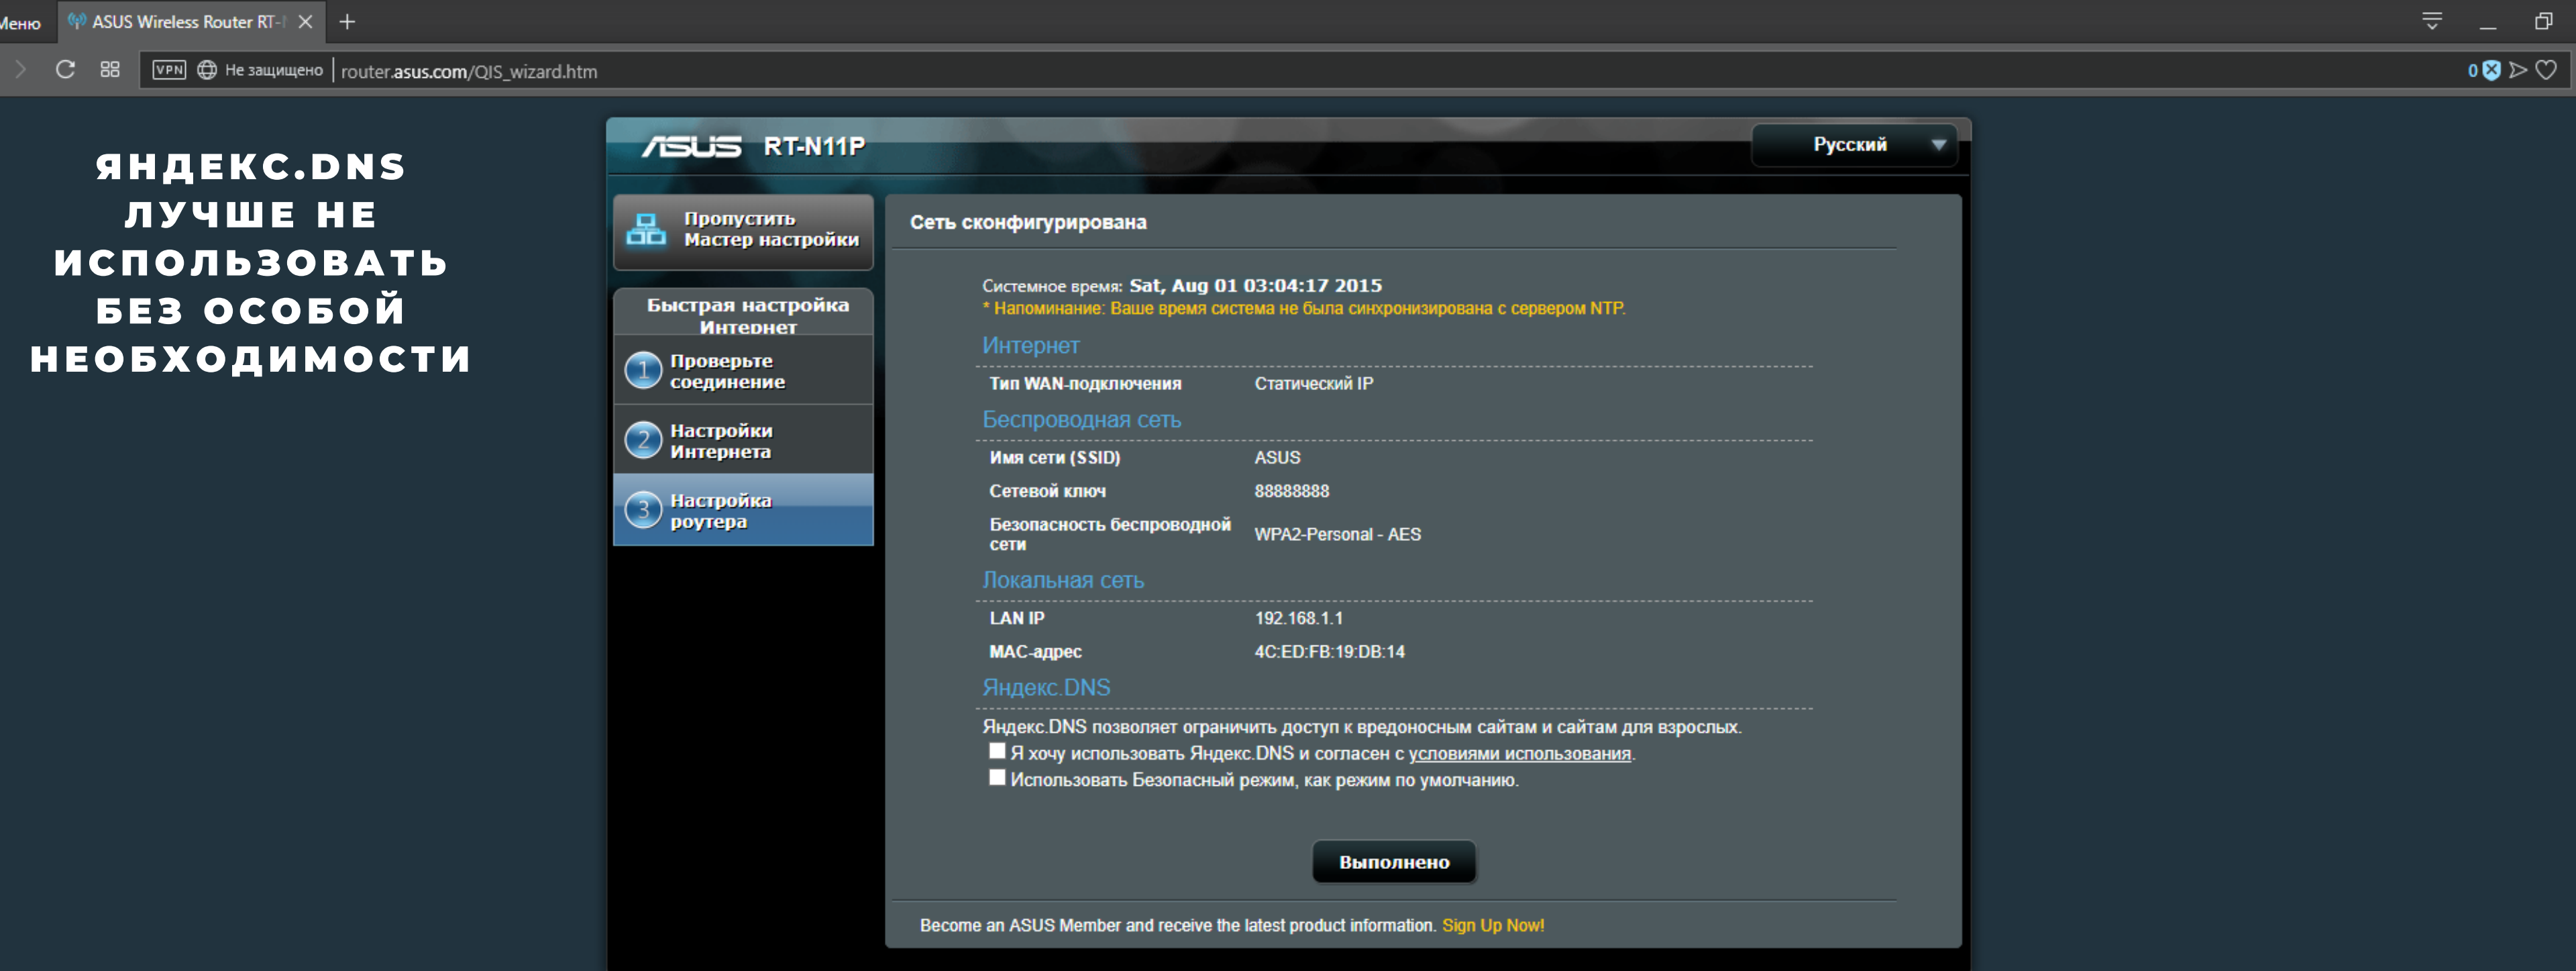 Меню
ASUS Wireless Router RT-
VPN Не защищено router.asus.com/QIS_wizard.htm
0
ЯНДЕКС.DNS
ЛУЧШЕ НЕ
ИСПОЛЬЗОВАТЬ
БЕЗ ОСОБОЙ
НЕОБХОДИМОСТИ
ASUS RT-N11P
Русский
Пропустить
Мастер настройки
Быстрая настройка
Интернет
1 Проверьте
соединение
2 Настройки
Интернета
3 Настройка
роутера
Сеть сконфигурирована
Системное время: Sat, Aug 01 03:04:17 2015
* Напоминание: Ваше время система не была синхронизирована с сервером NTP.
Интернет
Тип WAN-подключения Статический IP
Беспроводная сеть
Имя сети (SSID) ASUS
Сетевой ключ 88888888
Безопасность беспроводной
сети WPA2-Personal - AES
Локальная сеть
LAN IP 192.168.1.1
MAC-адрес 4C:ED:FB:19:DB:14
Яндекс.DNS
Яндекс.DNS позволяет ограничить доступ к вредоносным сайтам и сайтам для взрослых.
Я хочу использовать Яндекс.DNS и согласен с условиями использования.
Использовать Безопасный режим, как режим по умолчанию.
Выполнено
Become an ASUS Member and receive the latest product information. Sign Up Now!